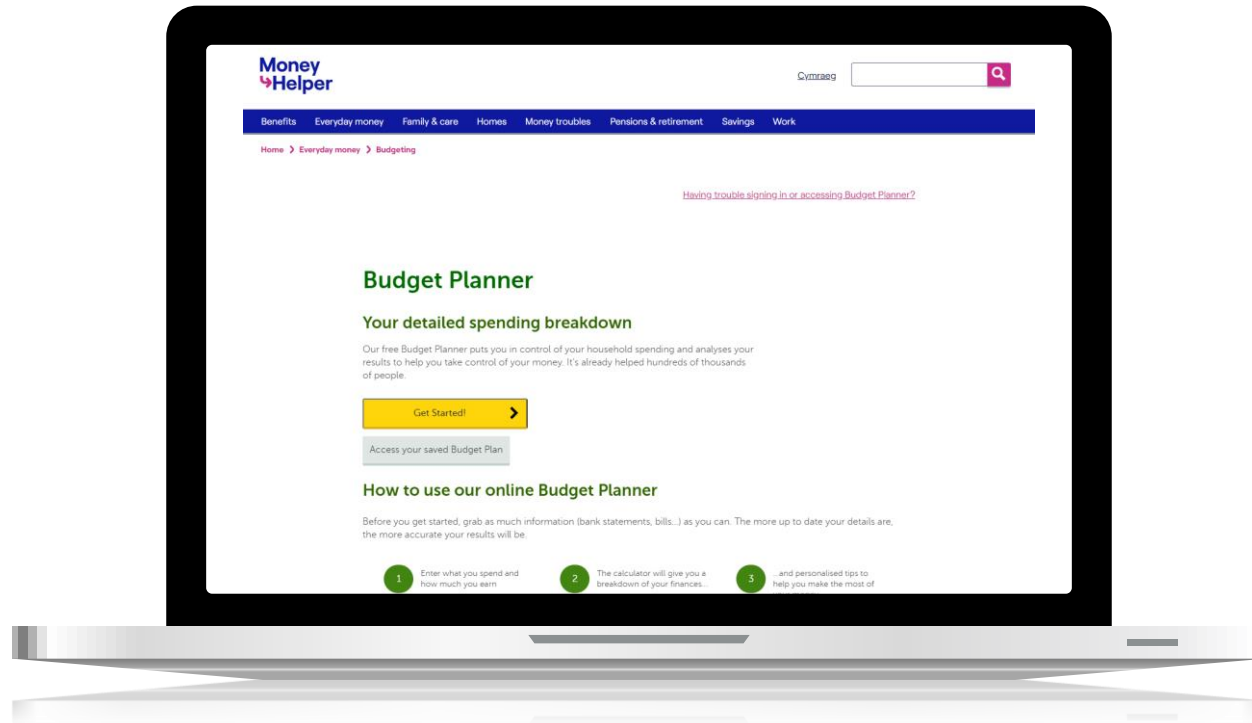 Money
Helper
Cymraeg
Benefits Everyday money Family & care Homes Money troubles Pensions & retirement Savings Work
Home ❯ Everyday money ❯ Budgeting
Having trouble signing in or accessing Budget Planner?
Budget Planner
Your detailed spending breakdown
Our free Budget Planner puts you in control of your household spending and analyses your
results to help you take control of your money. It's already helped hundreds of thousands
of people.
Get Started!
Access your saved Budget Plan
How to use our online Budget Planner
Before you get started, grab as much information (bank statements, bills...) as you can. The more up to date your details are,
the more accurate your results will be.
1 Enter what you spend and
how much you earn
2 The calculator will give you a
breakdown of your finances...
3 ...and personalised tips to
help you make the most of